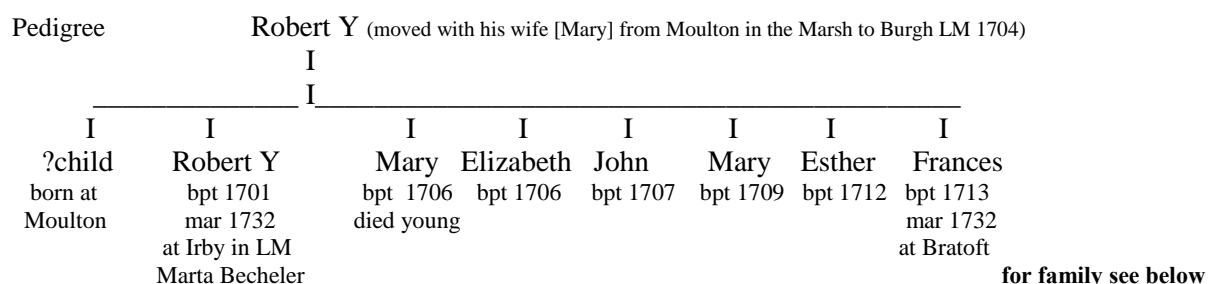 Pedigree Robert Y (moved with his wife [Mary] from Moulton in the Marsh to Burgh LM 1704)
I
I
I I I I I I I I
?child Robert Y Mary Elizabeth John Mary Esther Frances
born at bpt 1701 bpt 1706 bpt 1706 bpt 1707 bpt 1709 bpt 1712 bpt 1713
Moulton mar 1732 died young mar 1732
at Irby in LM at Bratoft
Marta Becheler for family see below